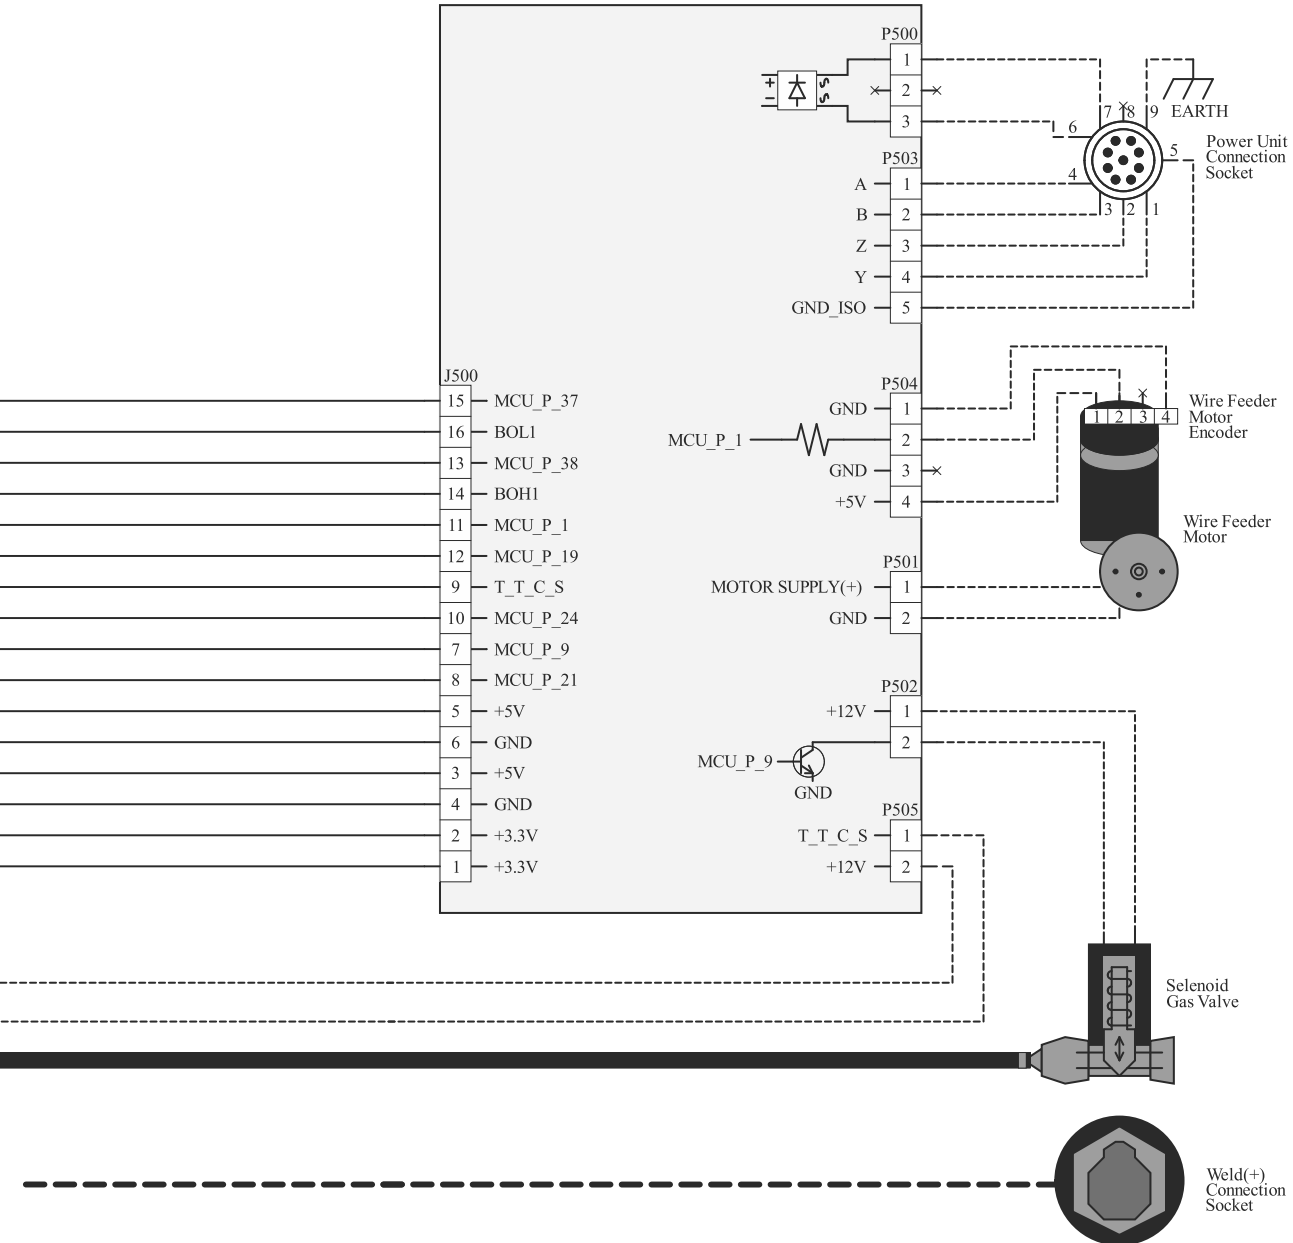 P500
1
2
3
+
−
7 8 9 EARTH
6
5
4
3 2 1
Power Unit
Connection
Socket
P503
A 1
B 2
Z 3
Y 4
GND_ISO 5
J500
15 MCU_P_37
16 BOL1
13 MCU_P_38
14 BOH1
11 MCU_P_1
12 MCU_P_19
9 T_T_C_S
10 MCU_P_24
7 MCU_P_9
8 MCU_P_21
5 +5V
6 GND
3 +5V
4 GND
2 +3.3V
1 +3.3V
P504
GND 1
MCU_P_1 2
GND 3
+5V 4
1 2 3 4
Wire Feeder
Motor
Encoder
Wire Feeder
Motor
P501
MOTOR SUPPLY(+) 1
GND 2
P502
+12V 1
2
MCU_P_9
GND
P505
T_T_C_S 1
+12V 2
Selenoid
Gas Valve
Weld(+)
Connection
Socket